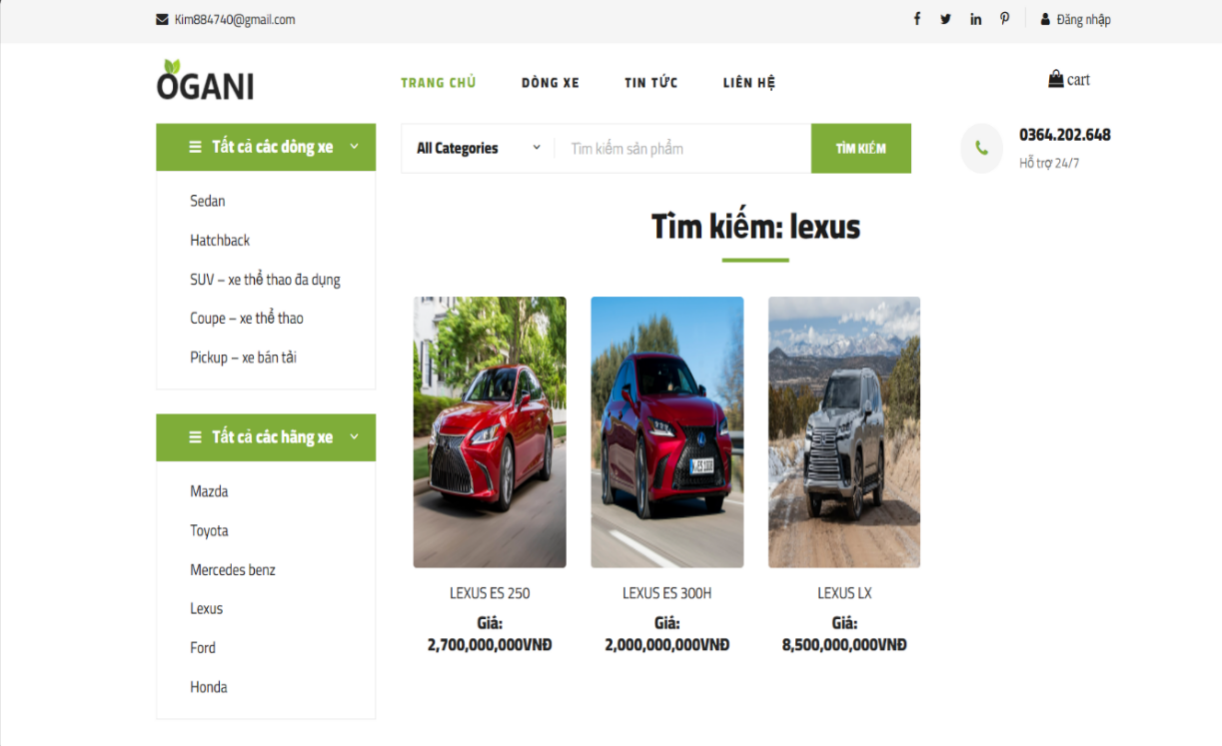 Kim884740@gmail.com
Đăng nhập
OGANI
TRANG CHỦ
DÒNG XE
TIN TỨC
LIÊN HỆ
cart
Tất cả các dòng xe
All Categories
Tìm kiếm sản phẩm
TÌM KIẾM
0364.202.648
Hỗ trợ 24/7
Sedan
Hatchback
SUV – xe thể thao đa dụng
Coupe – xe thể thao
Pickup – xe bán tải
Tất cả các hãng xe
Mazda
Toyota
Mercedes benz
Lexus
Ford
Honda
Tìm kiếm: lexus
LEXUS ES 250
Giá:
2,700,000,000VNĐ
LEXUS ES 300H
Giá:
2,000,000,000VNĐ
LEXUS LX
Giá:
8,500,000,000VNĐ